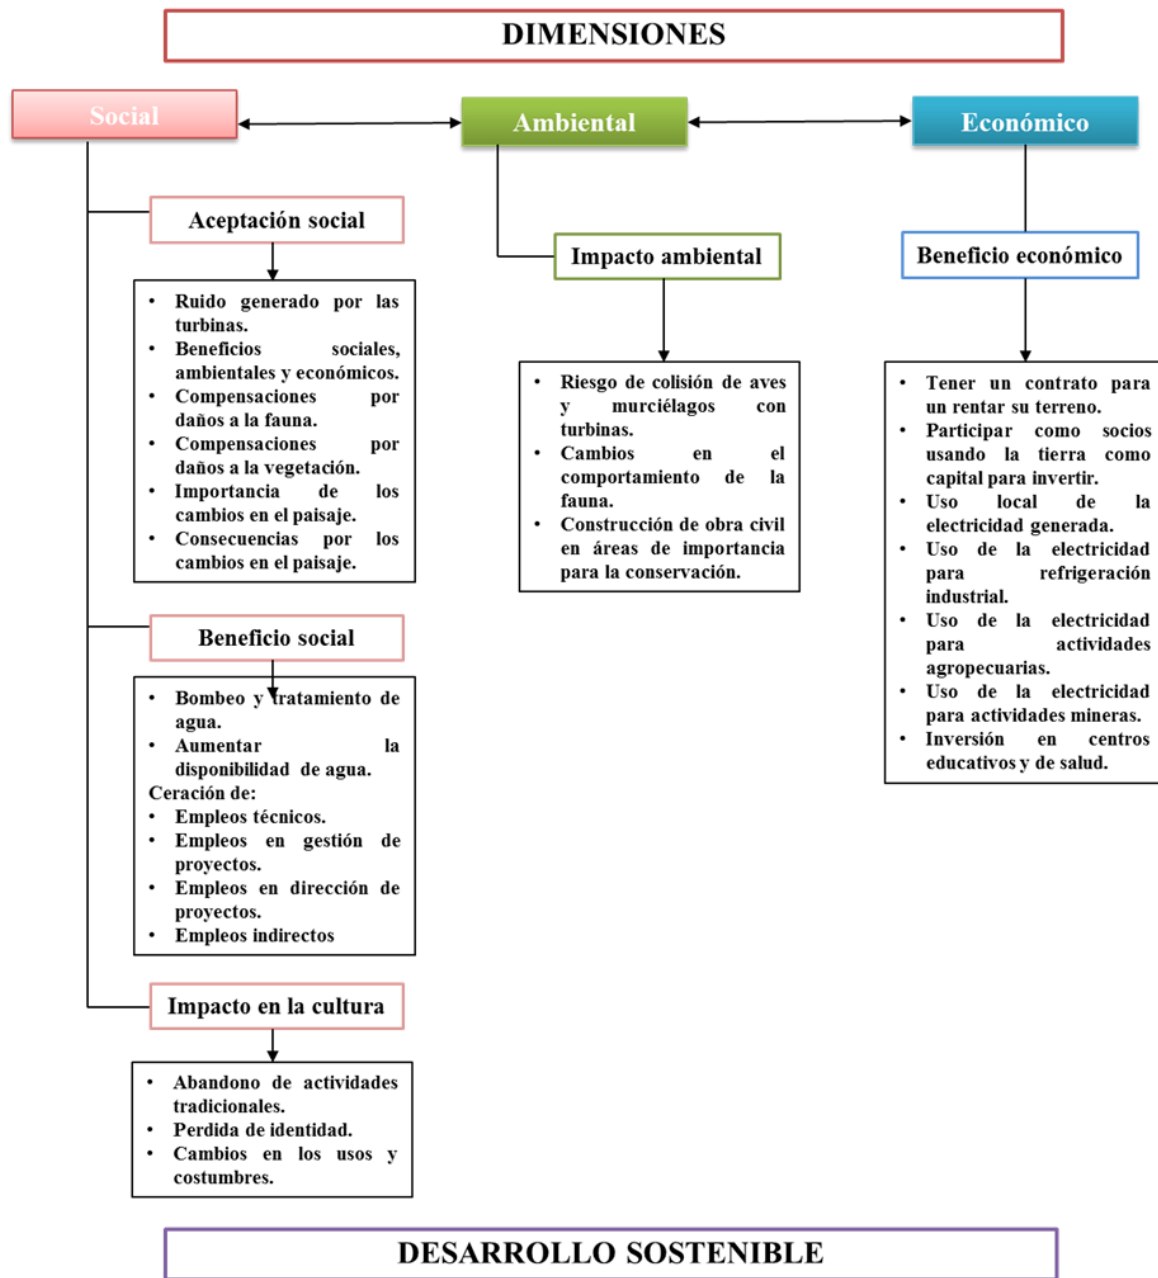 DIMENSIONES
Social
Ambiental
Económico
Aceptación social
• Ruido generado por las
turbinas.
• Beneficios sociales,
ambientales y económicos.
• Compensaciones por
daños a la fauna.
• Compensaciones por
daños a la vegetación.
• Importancia de los
cambios en el paisaje.
• Consecuencias por los
cambios en el paisaje.
Beneficio social
• Bombeo y tratamiento de
agua.
• Aumentar la
disponibilidad de agua.
Ceración de:
• Empleos técnicos.
• Empleos en gestión de
proyectos.
• Empleos en dirección de
proyectos.
• Empleos indirectos
Impacto en la cultura
• Abandono de actividades
tradicionales.
• Perdida de identidad.
• Cambios en los usos y
costumbres.
Impacto ambiental
• Riesgo de colisión de aves
y murciélagos con
turbinas.
• Cambios en el
comportamiento de la
fauna.
• Construcción de obra civil
en áreas de importancia
para la conservación.
Beneficio económico
• Tener un contrato para
un rentar su terreno.
• Participar como socios
usando la tierra como
capital para invertir.
• Uso local de la
electricidad generada.
• Uso de la electricidad
para refrigeración
industrial.
• Uso de la electricidad
para actividades
agropecuarias.
• Uso de la electricidad
para actividades mineras.
• Inversión en centros
educativos y de salud.
DESARROLLO SOSTENIBLE